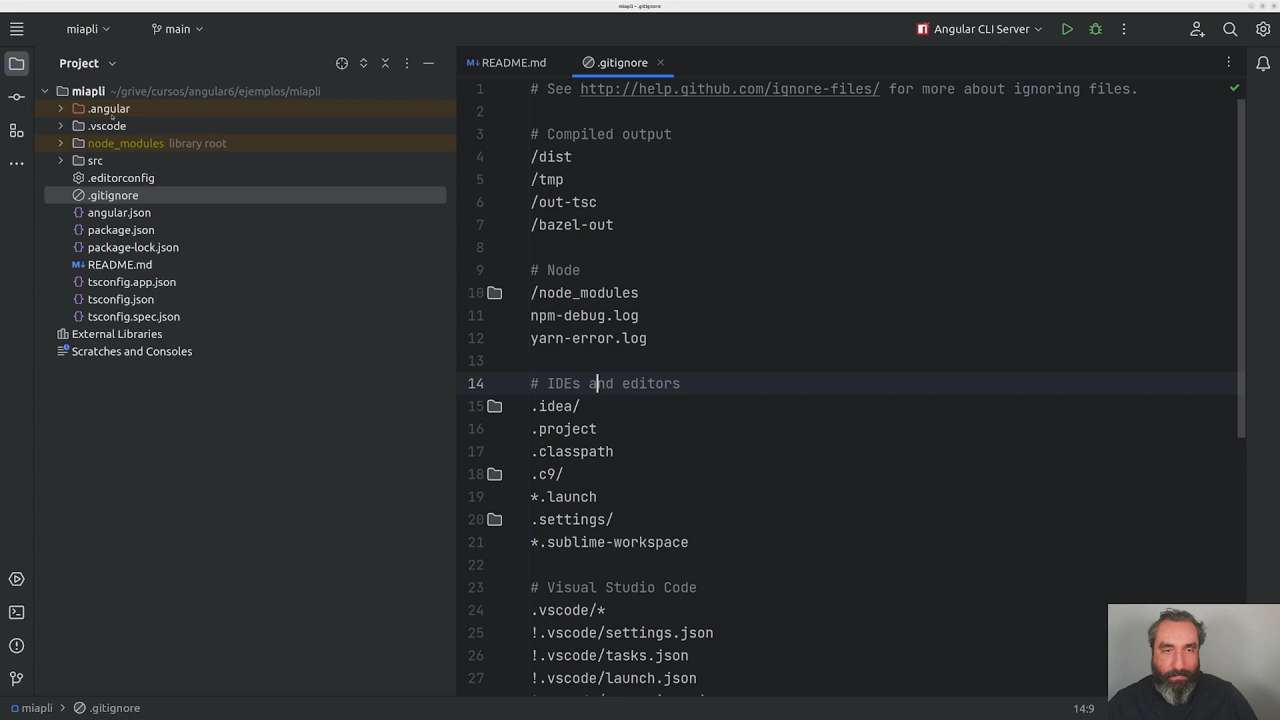 miapli – .gitignore
miapli
main
Angular CLI Server
Project
README.md
.gitignore
miapli ~/grive/cursos/angular6/ejemplos/miapli
.angular
.vscode
node_modules library root
src
.editorconfig
.gitignore
angular.json
package.json
package-lock.json
README.md
tsconfig.app.json
tsconfig.json
tsconfig.spec.json
External Libraries
Scratches and Consoles
1 # See http://help.github.com/ignore-files/ for more about ignoring files.
2
3 # Compiled output
4 /dist
5 /tmp
6 /out-tsc
7 /bazel-out
8
9 # Node
10 /node_modules
11 npm-debug.log
12 yarn-error.log
13
14 # IDEs and editors
15 .idea/
16 .project
17 .classpath
18 .c9/
19 *.launch
20 .settings/
21 *.sublime-workspace
22
23 # Visual Studio Code
24 .vscode/*
25 !.vscode/settings.json
26 !.vscode/tasks.json
27 !.vscode/launch.json
miapli > .gitignore
14:9